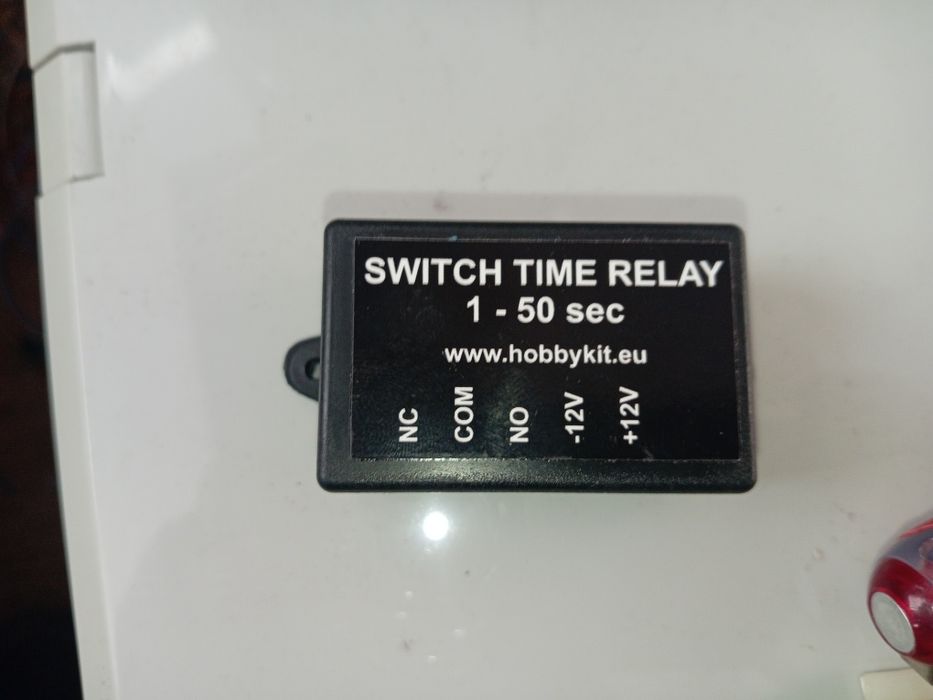 SWITCH TIME RELAY
1 - 50 sec
www.hobbykit.eu
NC
COM
NO
-12V
+12V